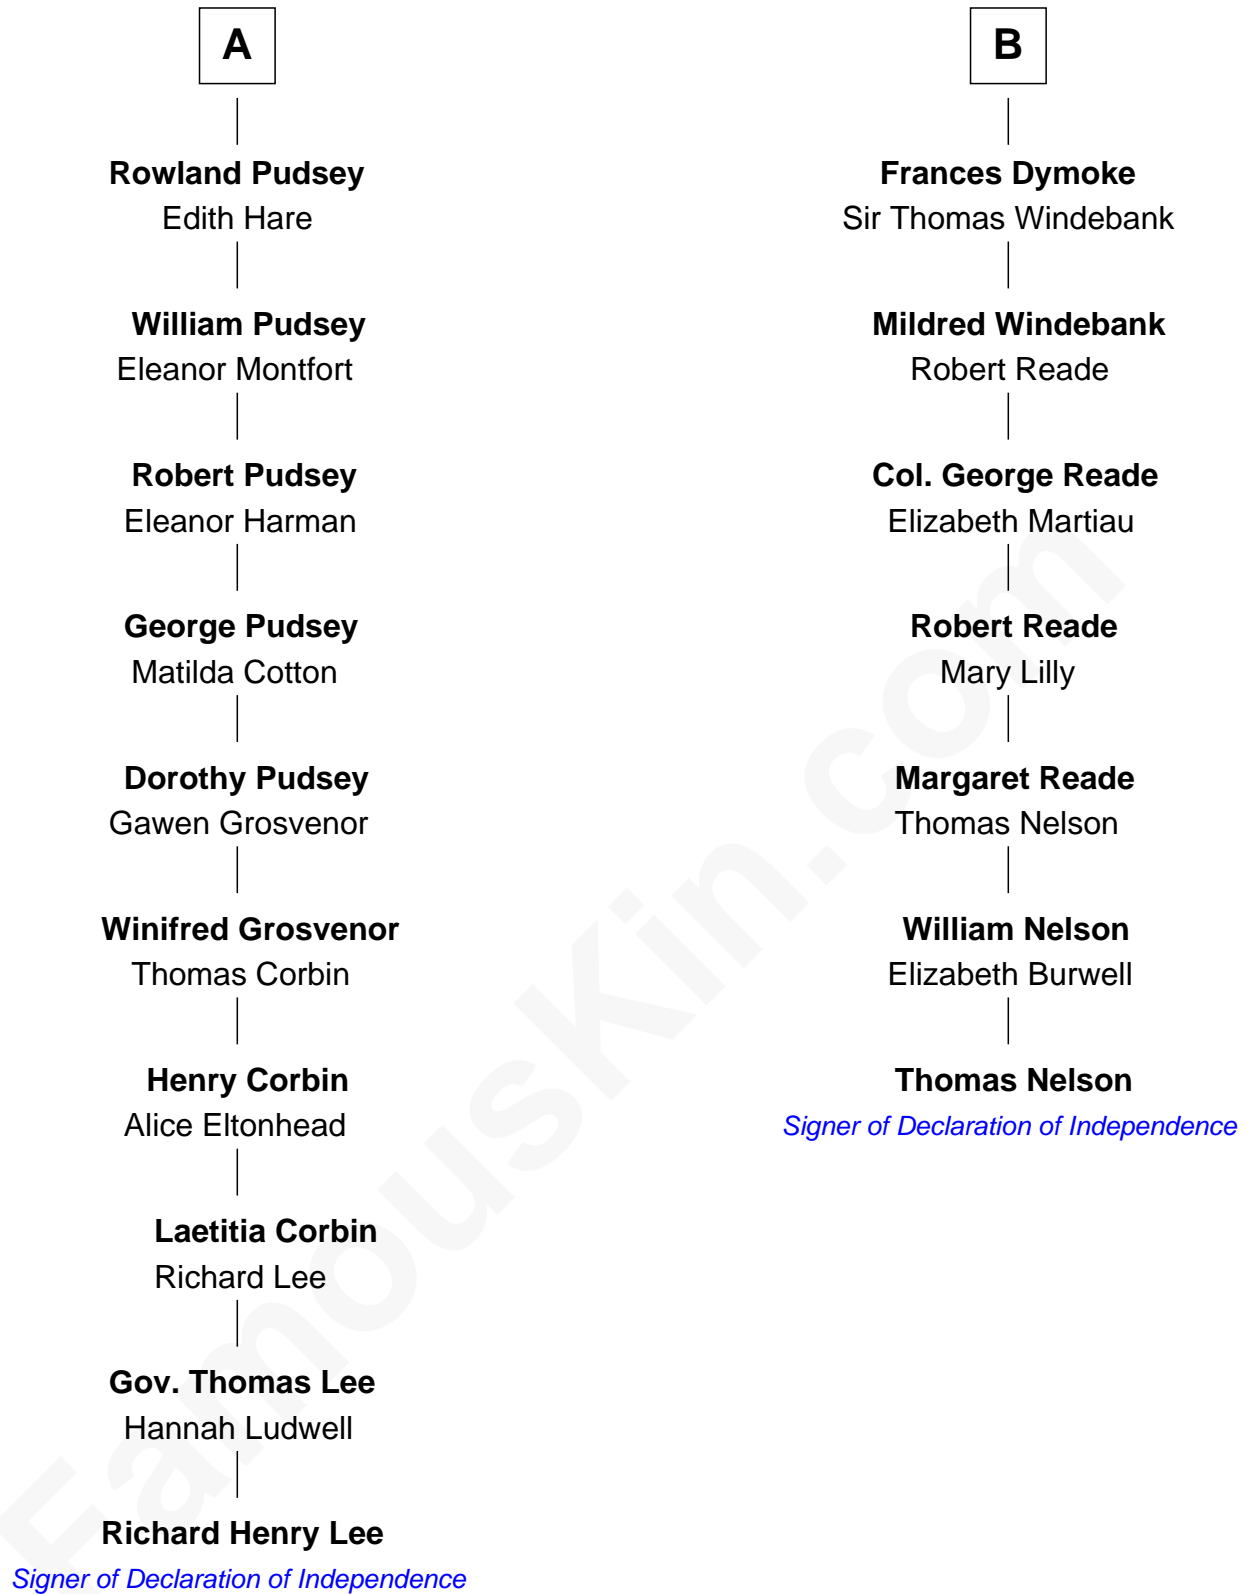 A
Rowland Pudsey
Edith Hare
William Pudsey
Eleanor Montfort
Robert Pudsey
Eleanor Harman
George Pudsey
Matilda Cotton
Dorothy Pudsey
Gawen Grosvenor
Winifred Grosvenor
Thomas Corbin
Henry Corbin
Alice Eltonhead
Laetitia Corbin
Richard Lee
Gov. Thomas Lee
Hannah Ludwell
Richard Henry Lee
Signer of Declaration of Independence
B
Frances Dymoke
Sir Thomas Windebank
Mildred Windebank
Robert Reade
Col. George Reade
Elizabeth Martiau
Robert Reade
Mary Lilly
Margaret Reade
Thomas Nelson
William Nelson
Elizabeth Burwell
Thomas Nelson
Signer of Declaration of Independence
FamousKin.com